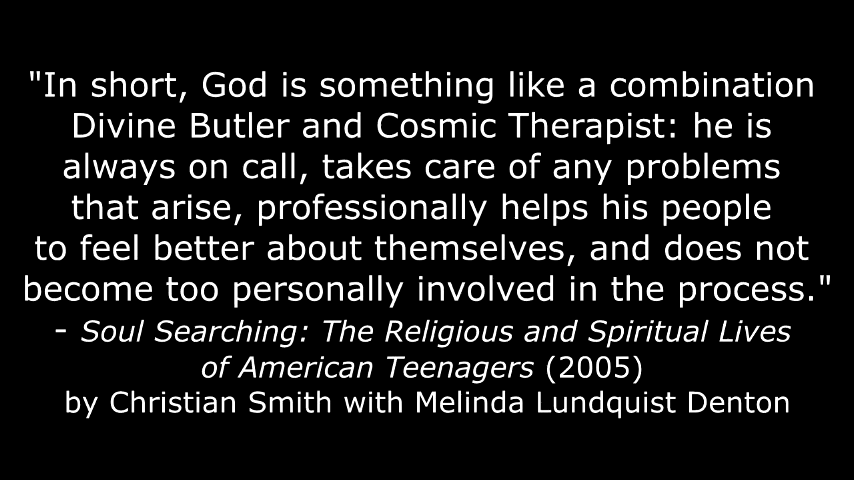 "In short, God is something like a combination
Divine Butler and Cosmic Therapist: he is
always on call, takes care of any problems
that arise, professionally helps his people
to feel better about themselves, and does not
become too personally involved in the process."
- Soul Searching: The Religious and Spiritual Lives
of American Teenagers (2005)
by Christian Smith with Melinda Lundquist Denton